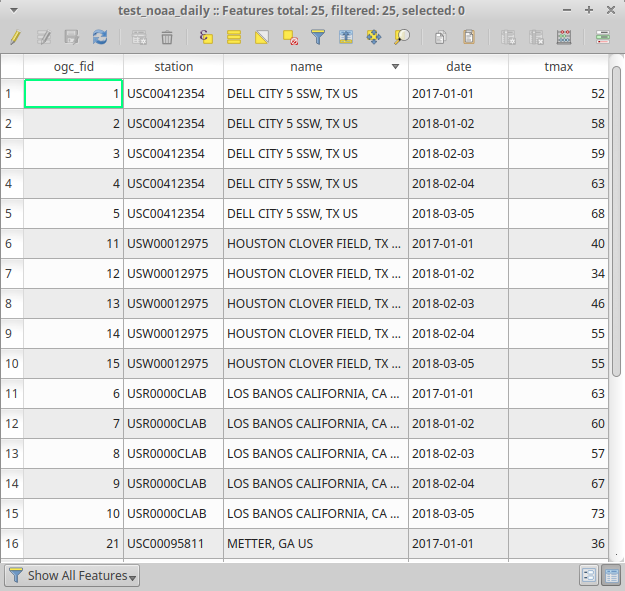 test_noaa_daily :: Features total: 25, filtered: 25, selected: 0
ogc_fid station name date tmax
1 1 USC00412354 DELL CITY 5 SSW, TX US 2017-01-01 52
2 2 USC00412354 DELL CITY 5 SSW, TX US 2018-01-02 58
3 3 USC00412354 DELL CITY 5 SSW, TX US 2018-02-03 59
4 4 USC00412354 DELL CITY 5 SSW, TX US 2018-02-04 63
5 5 USC00412354 DELL CITY 5 SSW, TX US 2018-03-05 68
6 11 USW00012975 HOUSTON CLOVER FIELD, TX ... 2017-01-01 40
7 12 USW00012975 HOUSTON CLOVER FIELD, TX ... 2018-01-02 34
8 13 USW00012975 HOUSTON CLOVER FIELD, TX ... 2018-02-03 46
9 14 USW00012975 HOUSTON CLOVER FIELD, TX ... 2018-02-04 55
10 15 USW00012975 HOUSTON CLOVER FIELD, TX ... 2018-03-05 55
11 6 USR0000CLAB LOS BANOS CALIFORNIA, CA ... 2017-01-01 63
12 7 USR0000CLAB LOS BANOS CALIFORNIA, CA ... 2018-01-02 60
13 8 USR0000CLAB LOS BANOS CALIFORNIA, CA ... 2018-02-03 57
14 9 USR0000CLAB LOS BANOS CALIFORNIA, CA ... 2018-02-04 67
15 10 USR0000CLAB LOS BANOS CALIFORNIA, CA ... 2018-03-05 73
16 21 USC00095811 METTER, GA US 2017-01-01 36
Show All Features